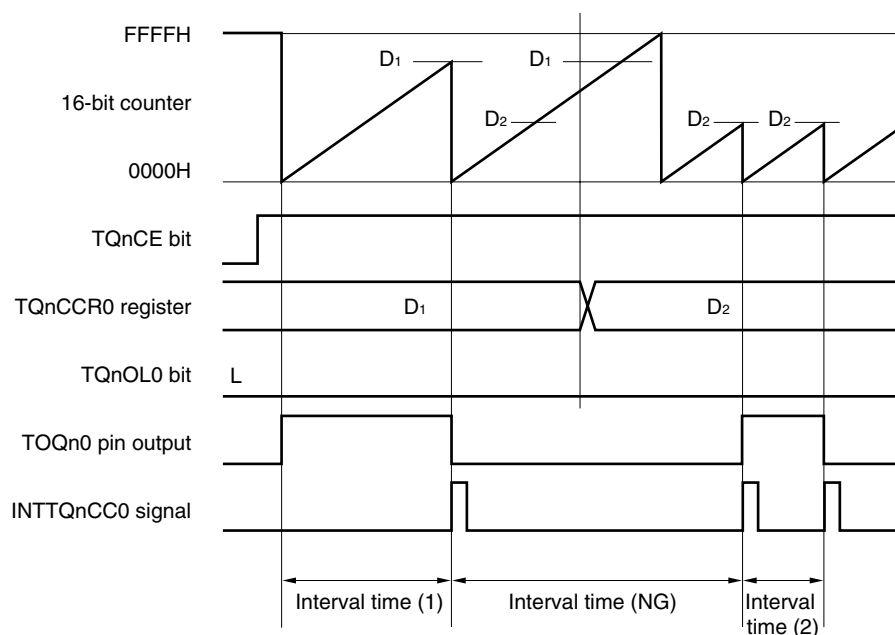 FFFFH
D1
D1
16-bit counter
D2
D2
D2
0000H
TQnCE bit
TQnCCR0 register
D1
D2
TQnOL0 bit
L
TOQn0 pin output
INTTQnCC0 signal
Interval time (1)
Interval time (NG)
Interval
time (2)